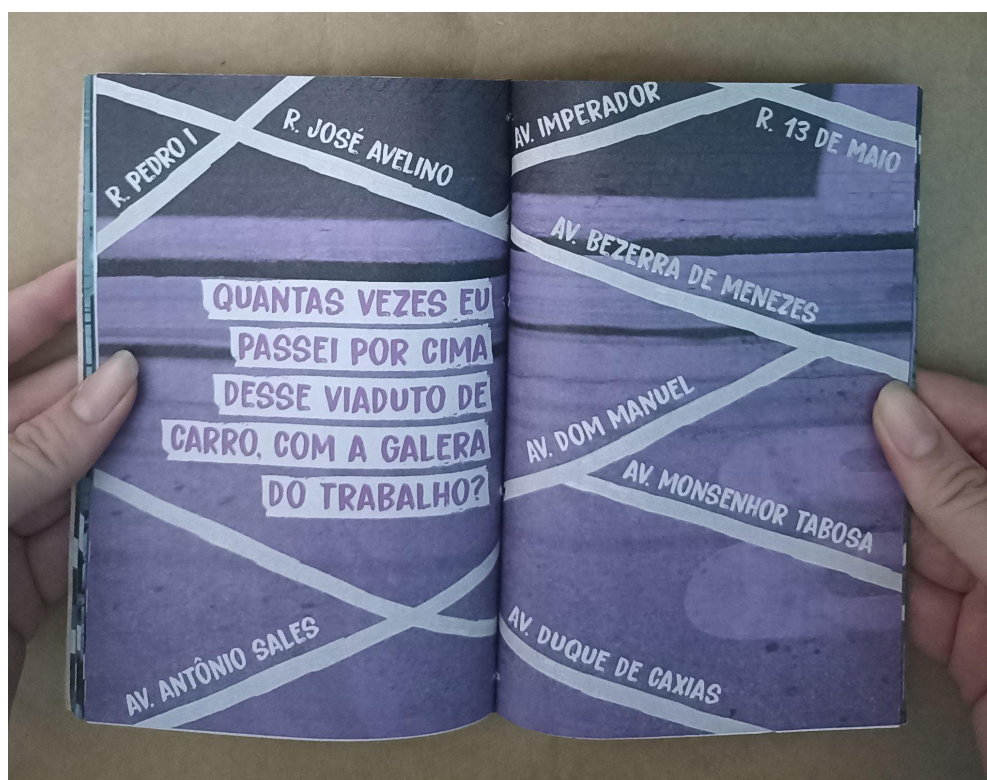 R. PEDRO I
R. JOSÉ AVELINO
QUANTAS VEZES EU
PASSEI POR CIMA
DESSE VIADUTO DE
CARRO, COM A GALERA
DO TRABALHO?
AV. ANTÔNIO SALES
AV. IMPERADOR
R. 13 DE MAIO
AV. BEZERRA DE MENEZES
AV. DOM MANUEL
AV. MONSENHOR TABOSA
AV. DUQUE DE CAXIAS